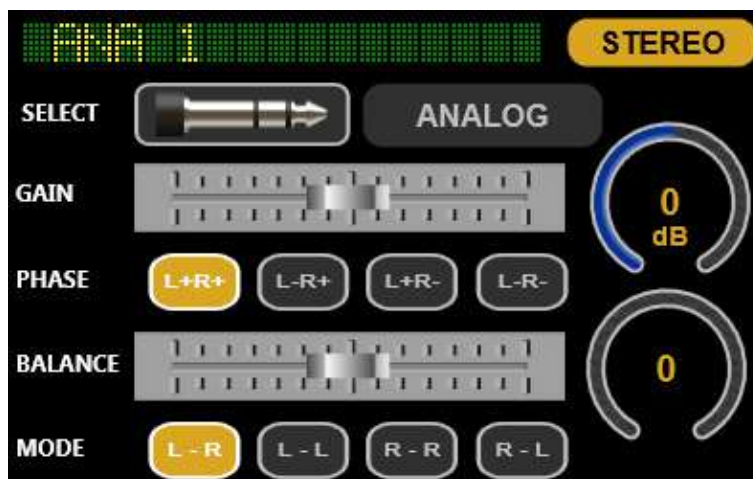 ANA 1
STEREO
SELECT
ANALOG
GAIN
0
dB
PHASE
L+R+ L-R+ L+R- L-R-
BALANCE
0
MODE
L - R L - L R - R R - L